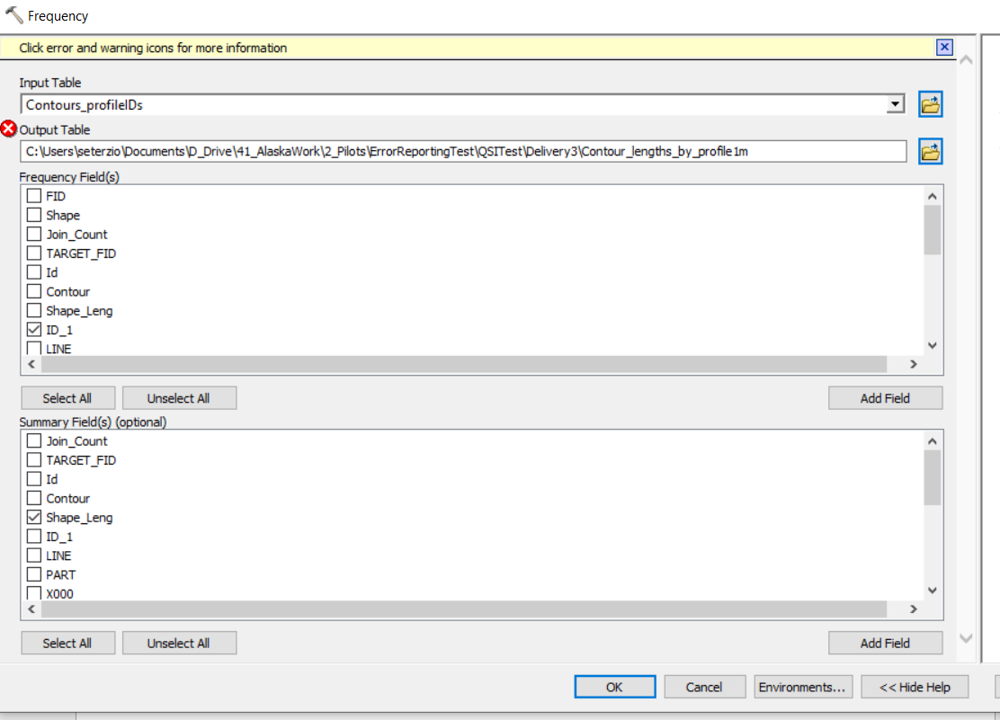 Frequency
Click error and warning icons for more information
Input Table
Contours_profileIDs
Output Table
C:\Users\seterzio\Documents\D_Drive\41_AlaskaWork\2_Pilots\ErrorReportingTest\QSITest\Delivery3\Contour_lengths_by_profile1m
Frequency Field(s)
FID
Shape
Join_Count
TARGET_FID
Id
Contour
Shape_Leng
ID_1
LINE
Select All Unselect All Add Field
Summary Field(s) (optional)
Join_Count
TARGET_FID
Id
Contour
Shape_Leng
ID_1
LINE
PART
X000
Select All Unselect All Add Field
OK Cancel Environments... << Hide Help